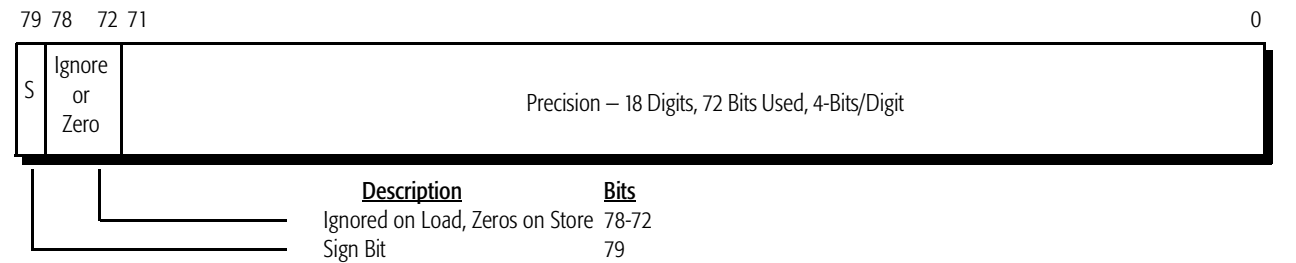 79 78 72 71 0
S
Ignore
or
Zero
Precision — 18 Digits, 72 Bits Used, 4-Bits/Digit
Description Bits
Ignored on Load, Zeros on Store 78-72
Sign Bit 79